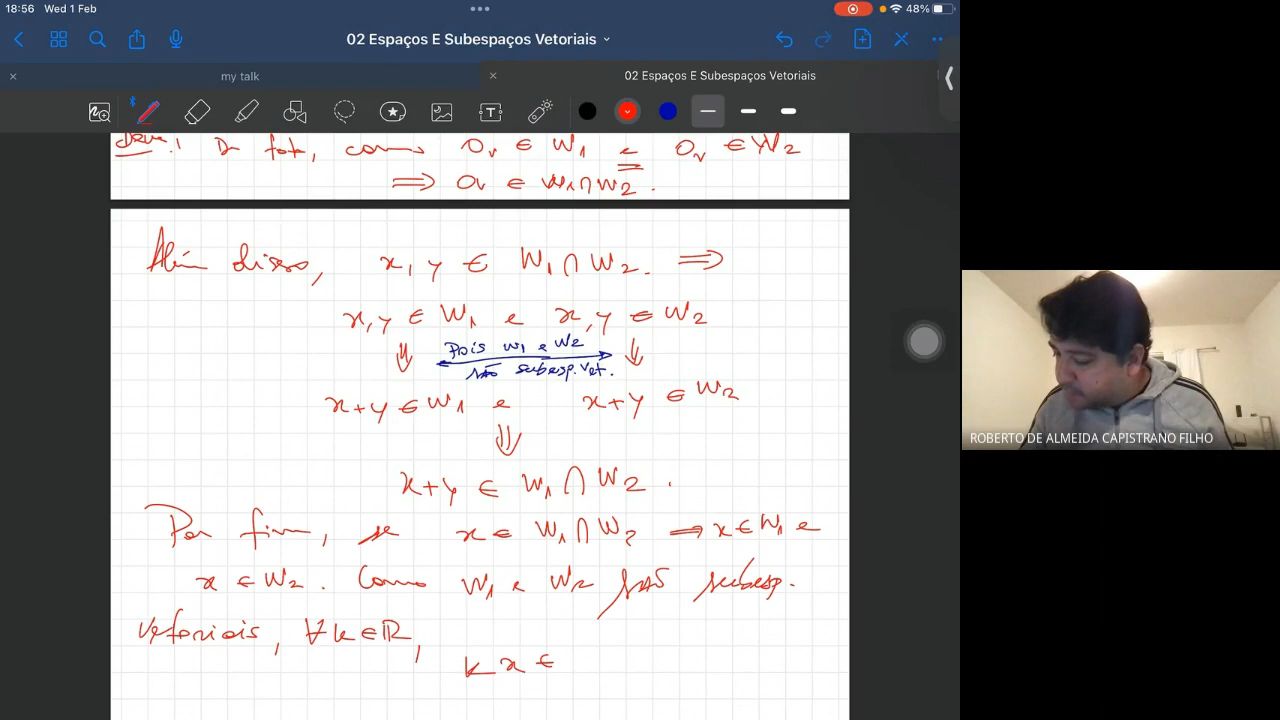 18:56 Wed 1 Feb
48%
02 Espaços E Subespaços Vetoriais
my talk
02 Espaços E Subespaços Vetoriais
Dem.! De fato, como 0v ∈ W1 e 0v ∈ W2
⟹ 0v ∈ W1 ∩ W2.
Além disso, x, y ∈ W1 ∩ W2. ⟹
x, y ∈ W1 e x, y ∈ W2
⇓ Pois W1 e W2 ⇓
são subesp. vet.
x+y ∈ W1 e x+y ∈ W2
⇓
x+y ∈ W1 ∩ W2.
Por fim, se x ∈ W1 ∩ W2 ⟹ x ∈ W1 e
x ∈ W2. Como W1 e W2 são subesp.
vetoriais, ∀ k ∈ ℝ,
k x ∈
ROBERTO DE ALMEIDA CAPISTRANO FILHO